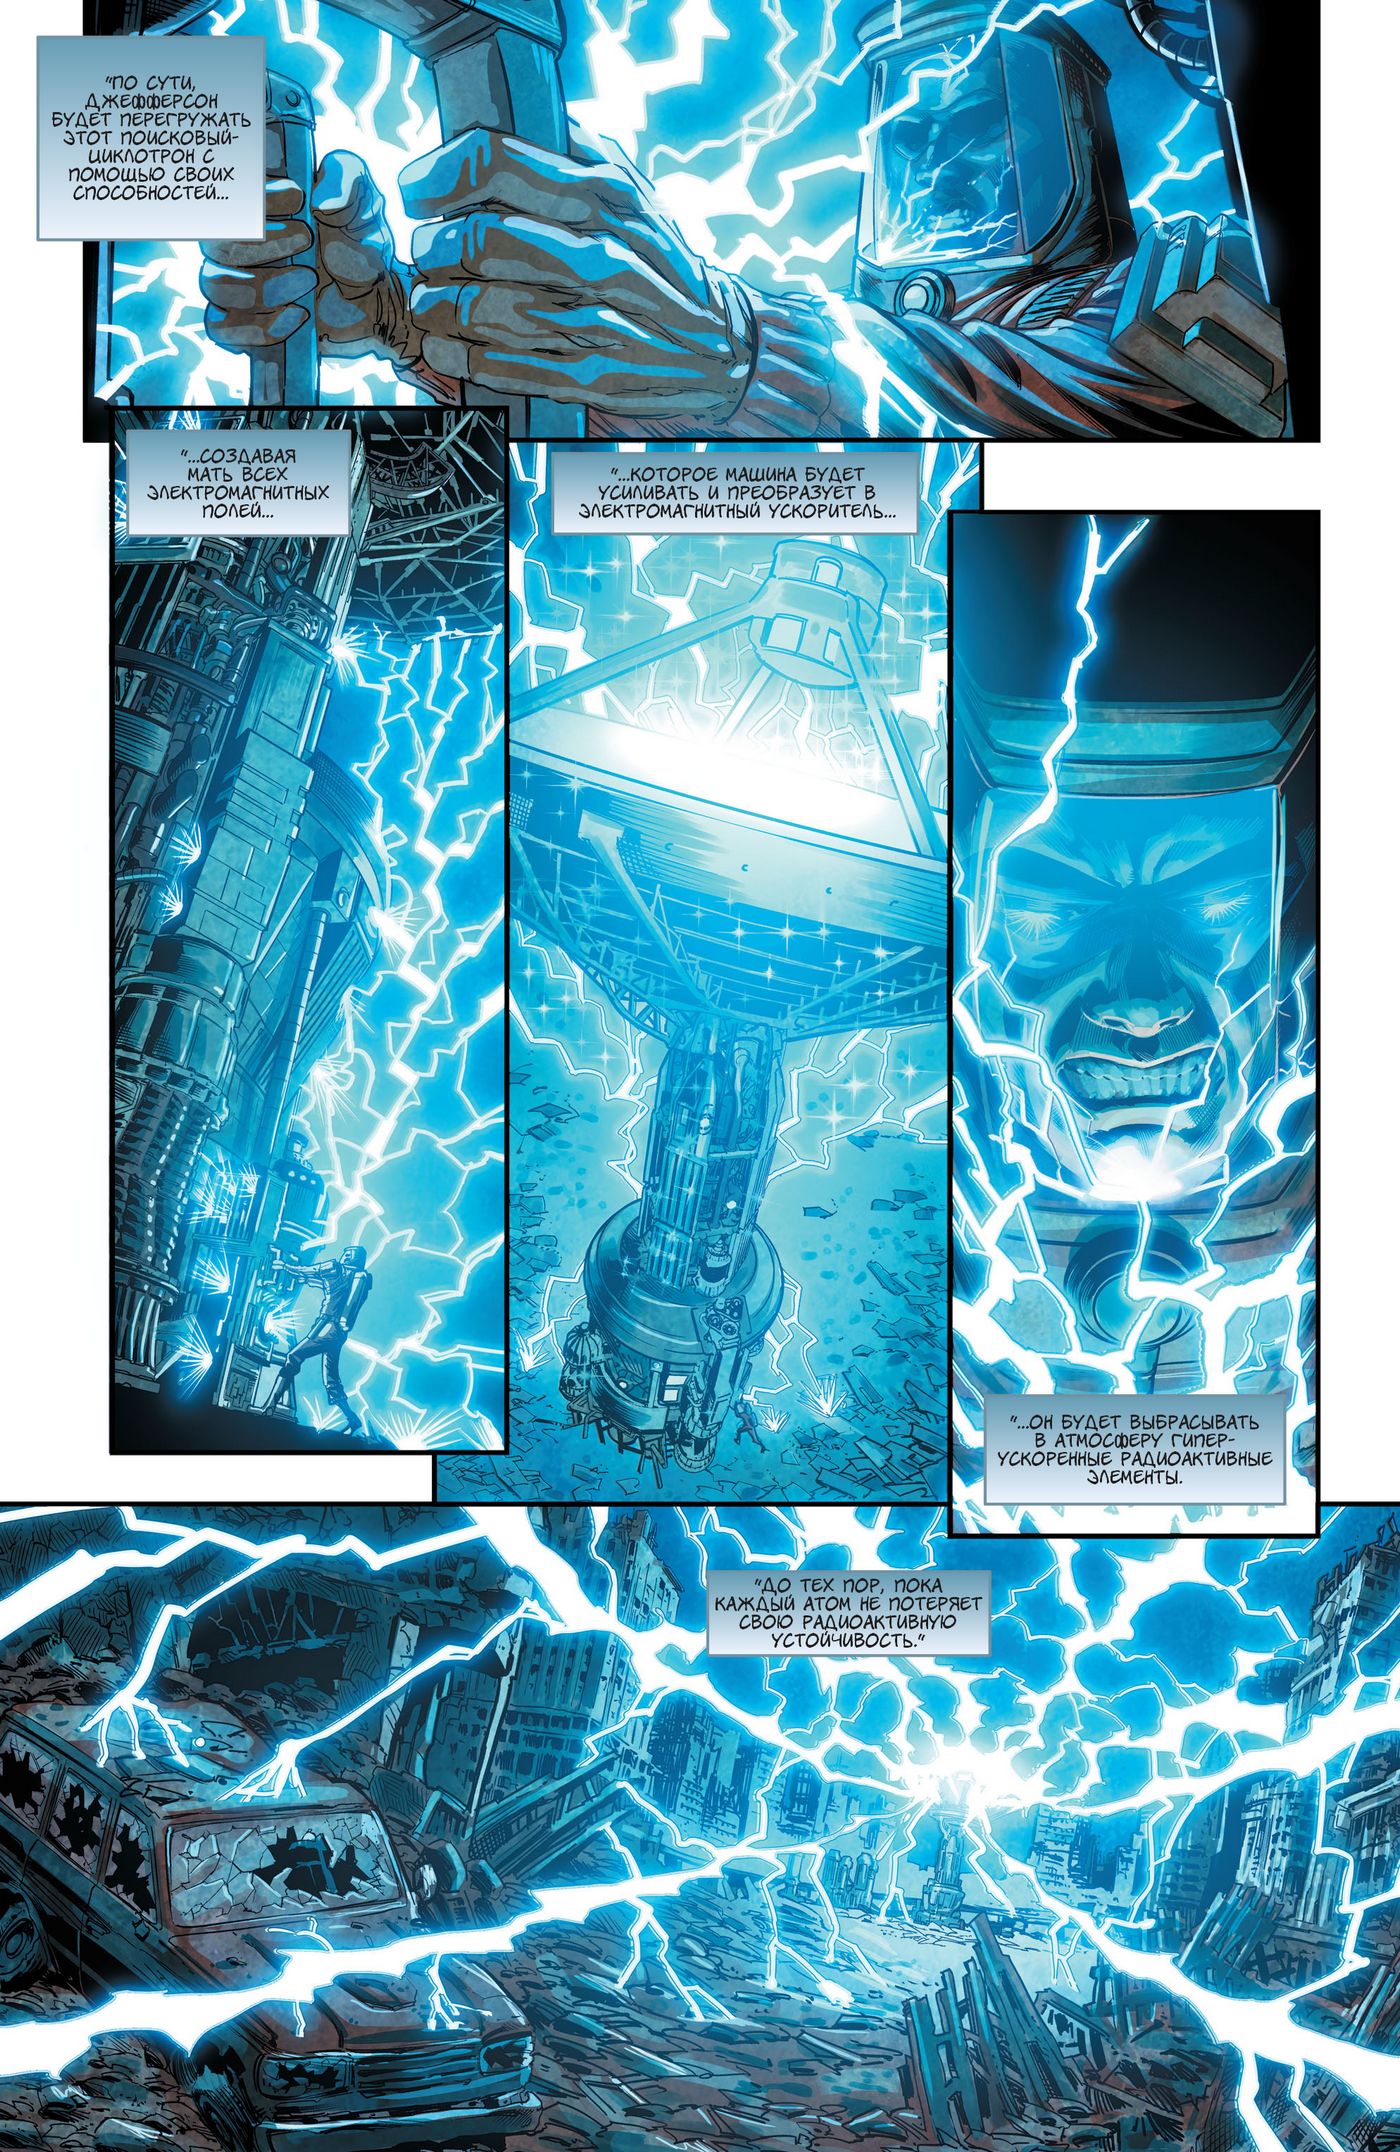 "ПО СУТИ,
ДЖЕФФЕРСОН
БУДЕТ ПЕРЕГРУЖАТЬ
ЭТОТ ПОИСКОВЫЙ-
ЦИКЛОТРОН С
ПОМОЩЬЮ СВОИХ
СПОСОБНОСТЕЙ...
"...СОЗДАВАЯ
МАТЬ ВСЕХ
ЭЛЕКТРОМАГНИТНЫХ
ПОЛЕЙ...
"...КОТОРОЕ МАШИНА БУДЕТ
УСИЛИВАТЬ И ПРЕОБРАЗУЕТ В
ЭЛЕКТРОМАГНИТНЫЙ УСКОРИТЕЛЬ...
"...ОН БУДЕТ ВЫБРАСЫВАТЬ
В АТМОСФЕРУ ГИПЕР-
УСКОРЕННЫЕ РАДИОАКТИВНЫЕ
ЭЛЕМЕНТЫ.
"ДО ТЕХ ПОР, ПОКА
КАЖДЫЙ АТОМ НЕ ПОТЕРЯЕТ
СВОЮ РАДИОАКТИВНУЮ
УСТОЙЧИВОСТЬ."